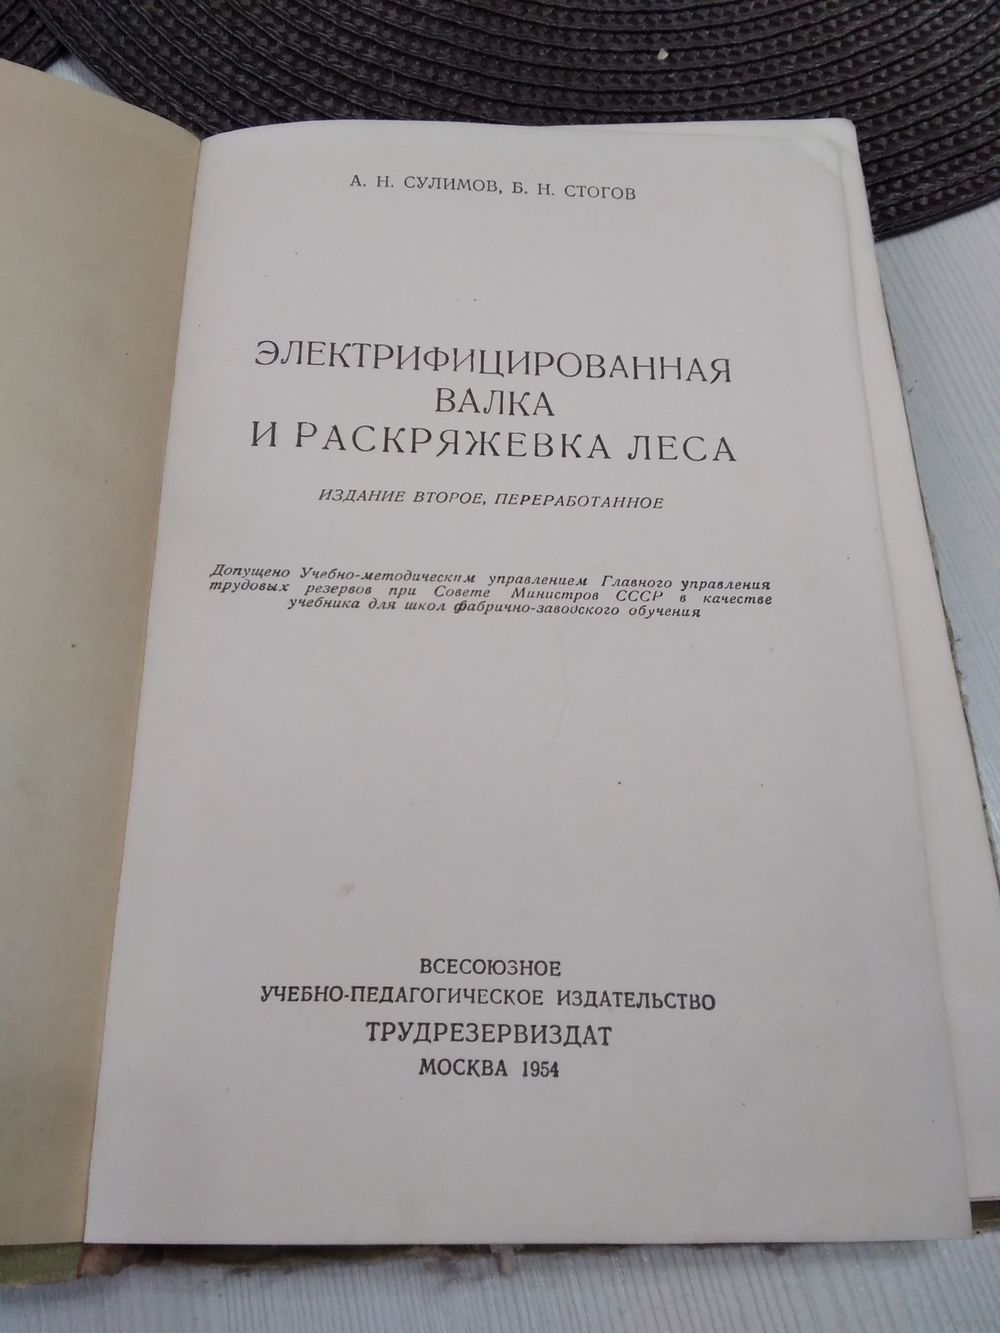 А. Н. СУЛИМОВ, Б. Н. СТОГОВ
ЭЛЕКТРИФИЦИРОВАННАЯ
ВАЛКА
И РАСКРЯЖЕВКА ЛЕСА
ИЗДАНИЕ ВТОРОЕ, ПЕРЕРАБОТАННОЕ
Допущено Учебно-методическим управлением Главного управления
трудовых резервов при Совете Министров СССР в качестве
учебника для школ фабрично-заводского обучения
ВСЕСОЮЗНОЕ
УЧЕБНО-ПЕДАГОГИЧЕСКОЕ ИЗДАТЕЛЬСТВО
ТРУДРЕЗЕРВИЗДАТ
МОСКВА 1954